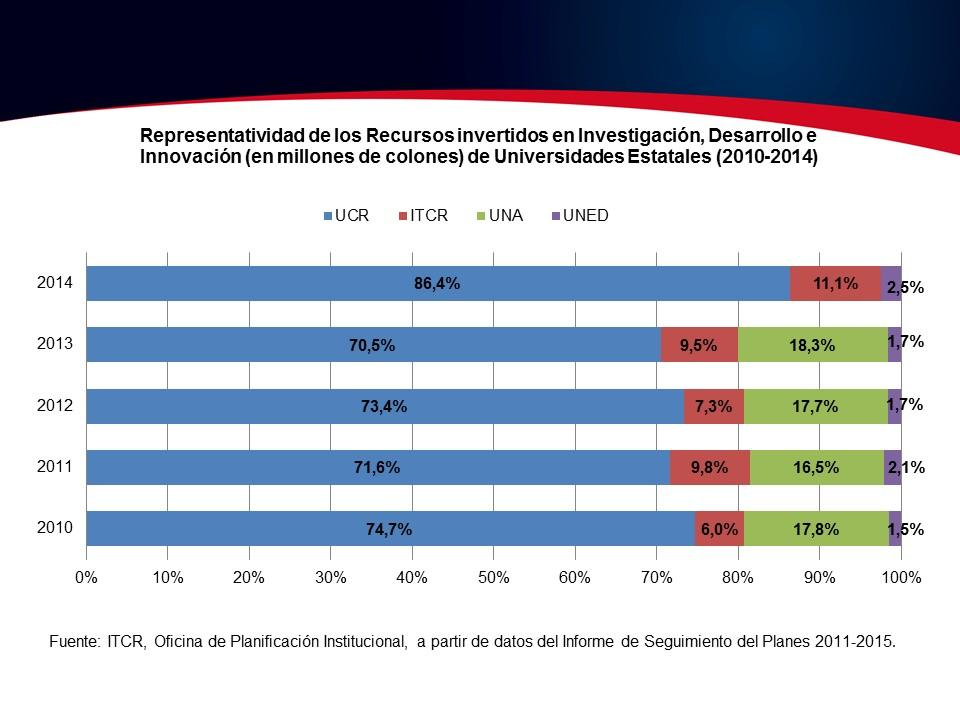 Representatividad de los Recursos invertidos en Investigación, Desarrollo e
Innovación (en millones de colones) de Universidades Estatales (2010-2014)
UCR ITCR UNA UNED
2014 86,4% 11,1% 2,5%
2013 70,5% 9,5% 18,3% 1,7%
2012 73,4% 7,3% 17,7% 1,7%
2011 71,6% 9,8% 16,5% 2,1%
2010 74,7% 6,0% 17,8% 1,5%
0% 10% 20% 30% 40% 50% 60% 70% 80% 90% 100%
Fuente: ITCR, Oficina de Planificación Institucional, a partir de datos del Informe de Seguimiento del Planes 2011-2015.